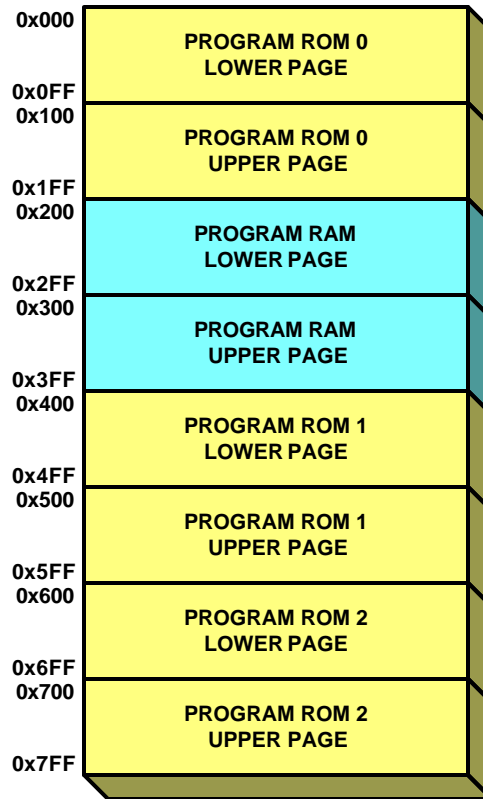 0x000
PROGRAM ROM 0
LOWER PAGE
0x0FF
0x100
PROGRAM ROM 0
UPPER PAGE
0x1FF
0x200
PROGRAM RAM
LOWER PAGE
0x2FF
0x300
PROGRAM RAM
UPPER PAGE
0x3FF
0x400
PROGRAM ROM 1
LOWER PAGE
0x4FF
0x500
PROGRAM ROM 1
UPPER PAGE
0x5FF
0x600
PROGRAM ROM 2
LOWER PAGE
0x6FF
0x700
PROGRAM ROM 2
UPPER PAGE
0x7FF